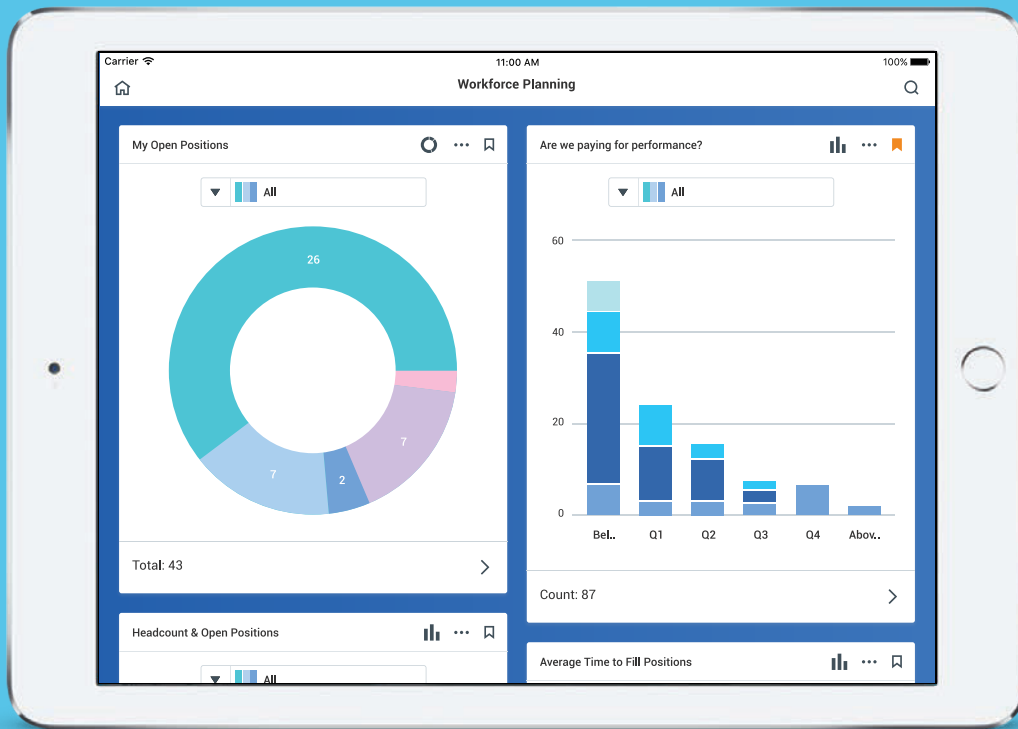 Carrier
11:00 AM
100%
Workforce Planning
My Open Positions
All
26
7
7
2
Total: 43
Headcount & Open Positions
All
Are we paying for performance?
All
60
40
20
0
Bel..
Q1
Q2
Q3
Q4
Abov..
Count: 87
Average Time to Fill Positions